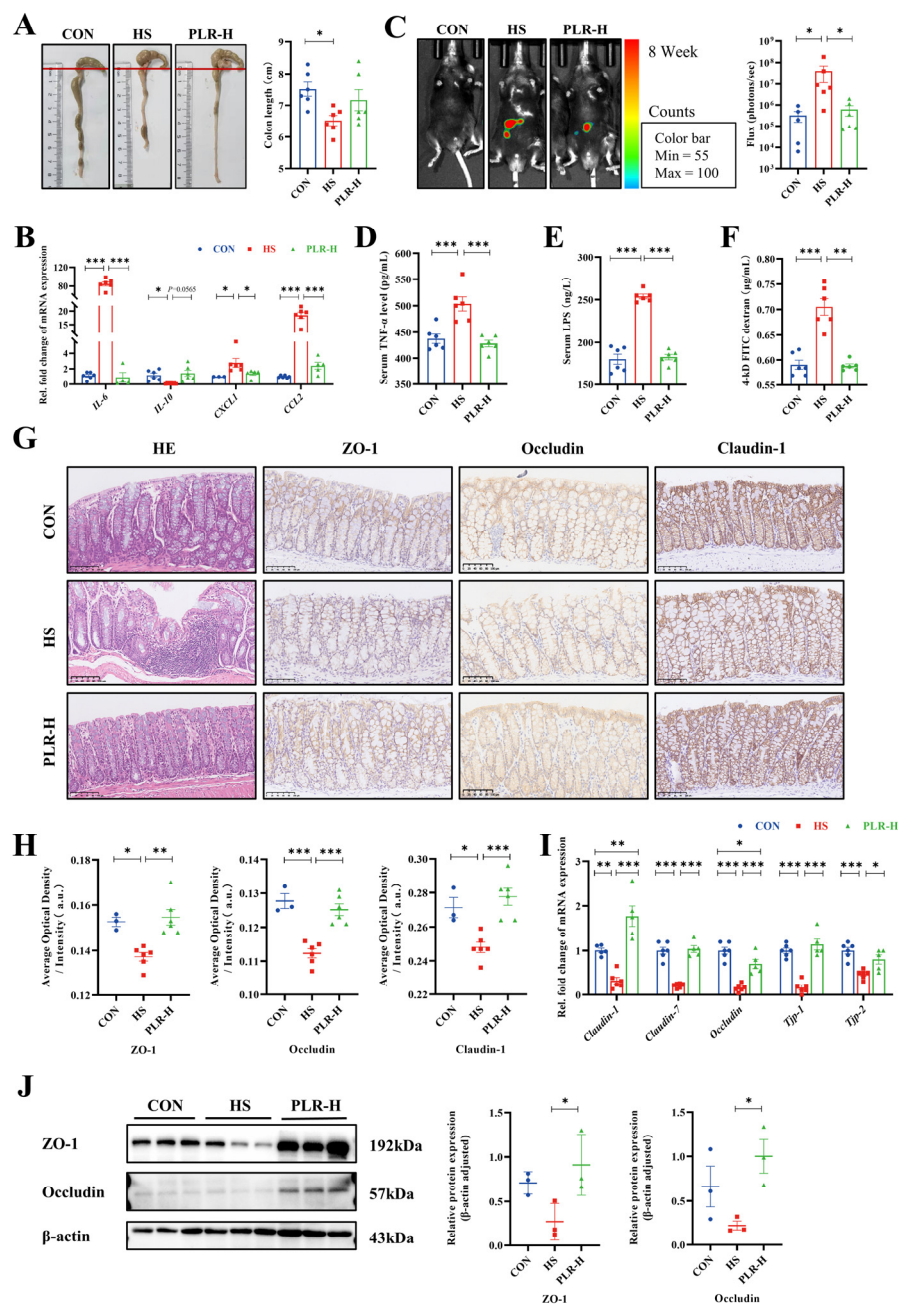 A
CON HS PLR-H
Colon length (cm)
9
8
7
6
5
*
CON
HS
PLR-H
C
CON HS PLR-H
8 Week
Counts
Color bar
Min = 55
Max = 100
Flux (photons/sec)
10⁹
10⁸
10⁷
10⁶
10⁵
10⁴
10³
* *
CON
HS
PLR-H
B
CON HS PLR-H
Rel. fold change of mRNA expression
120
80
40
30
20
10
4
2
0
*** ***
* P=0.0565
* *
*** ***
IL-6
IL-10
CXCL1
CCL2
D
Serum TNF-α level (pg/mL)
600
550
500
450
400
350
*** ***
CON
HS
PLR-H
E
Serum LPS (ng/L)
300
250
200
150
*** ***
CON
HS
PLR-H
F
4-kD FITC dextran (μg/mL)
0.80
0.75
0.70
0.65
0.60
0.55
*** **
CON
HS
PLR-H
G
HE ZO-1 Occludin Claudin-1
CON
HS
PLR-H
H
Average Optical Density
/ Intensity ( a.u. )
0.18
0.16
0.14
0.12
* **
CON
HS
PLR-H
ZO-1
Average Optical Density
/ Intensity ( a.u. )
0.14
0.13
0.12
0.11
0.10
*** ***
CON
HS
PLR-H
Occludin
Average Optical Density
/ Intensity ( a.u. )
0.30
0.28
0.26
0.24
0.22
* ***
CON
HS
PLR-H
Claudin-1
I
CON HS PLR-H
Rel. fold change of mRNA expression
3
2
1
0
**
** ***
*** ***
*
*** ***
*** ***
*** *
Claudin-1
Claudin-7
Occludin
Tjp-1
Tjp-2
J
CON HS PLR-H
ZO-1 192kDa
Occludin 57kDa
β-actin 43kDa
Relative protein expression
(β-actin adjusted)
1.5
1.0
0.5
0.0
*
CON
HS
PLR-H
ZO-1
Relative protein expression
(β-actin adjusted)
1.5
1.0
0.5
0.0
*
CON
HS
PLR-H
Occludin